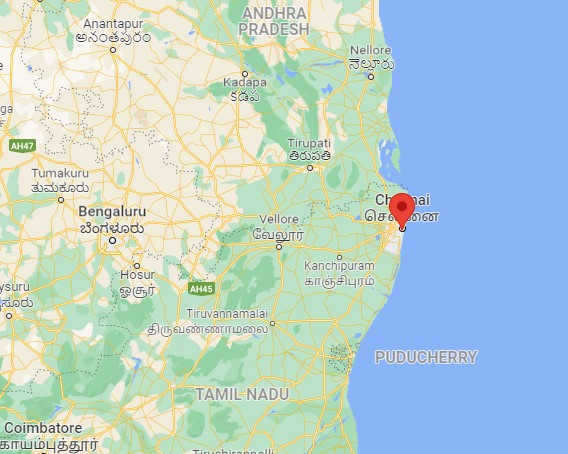 ANDHRA
PRADESH
Anantapur
అనంతపురం
Nellore
నెల్లూరు
Kadapa
కడప
AH47
Tirupati
తిరుపతి
Tumakuru
ತುಮಕೂರು
Chennai
சென்னை
Bengaluru
ಬೆಂಗಳೂರು
Vellore
வேலூர்
Hosur
ஓசூர்
Kanchipuram
காஞ்சிபுரம்
ysuru
ೂರು
AH45
Tiruvannamalai
திருவண்ணாமலை
PUDUCHERRY
TAMIL NADU
Coimbatore
காயம்புத்தூர்
Tiruchirappalli